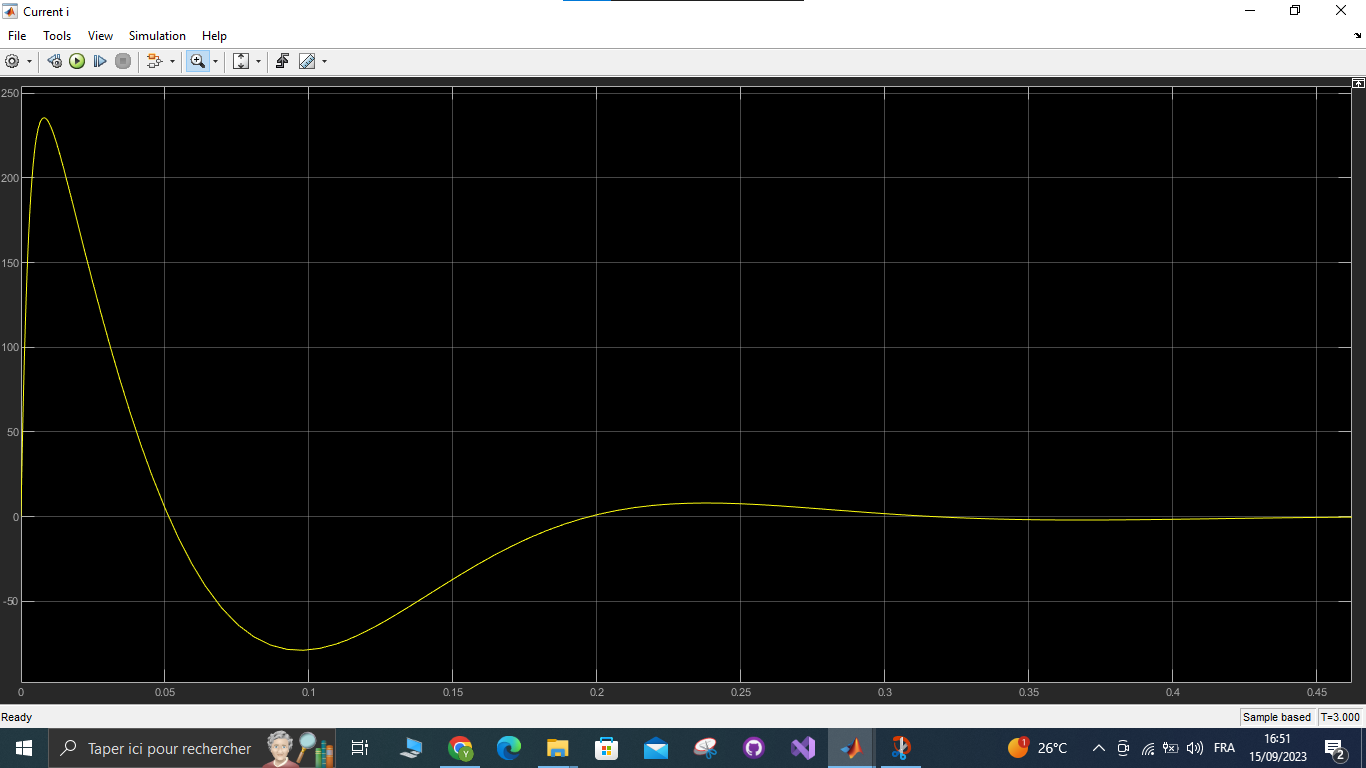 Current i
File Tools View Simulation Help
250
200
150
100
50
0
-50
0 0.05 0.1 0.15 0.2 0.25 0.3 0.35 0.4 0.45
Ready Sample based T=3.000
Taper ici pour rechercher Y 1 26°C FRA 16:51
15/09/2023 2